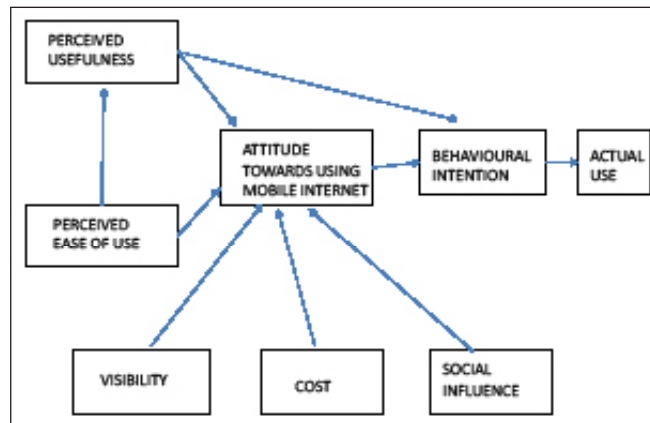 PERCEIVED
USEFULNESS
ATTITUDE
TOWARDS USING
MOBILE INTERNET
BEHAVIOURAL
INTENTION
ACTUAL
USE
PERCEIVED
EASE OF USE
VISIBILITY
COST
SOCIAL
INFLUENCE